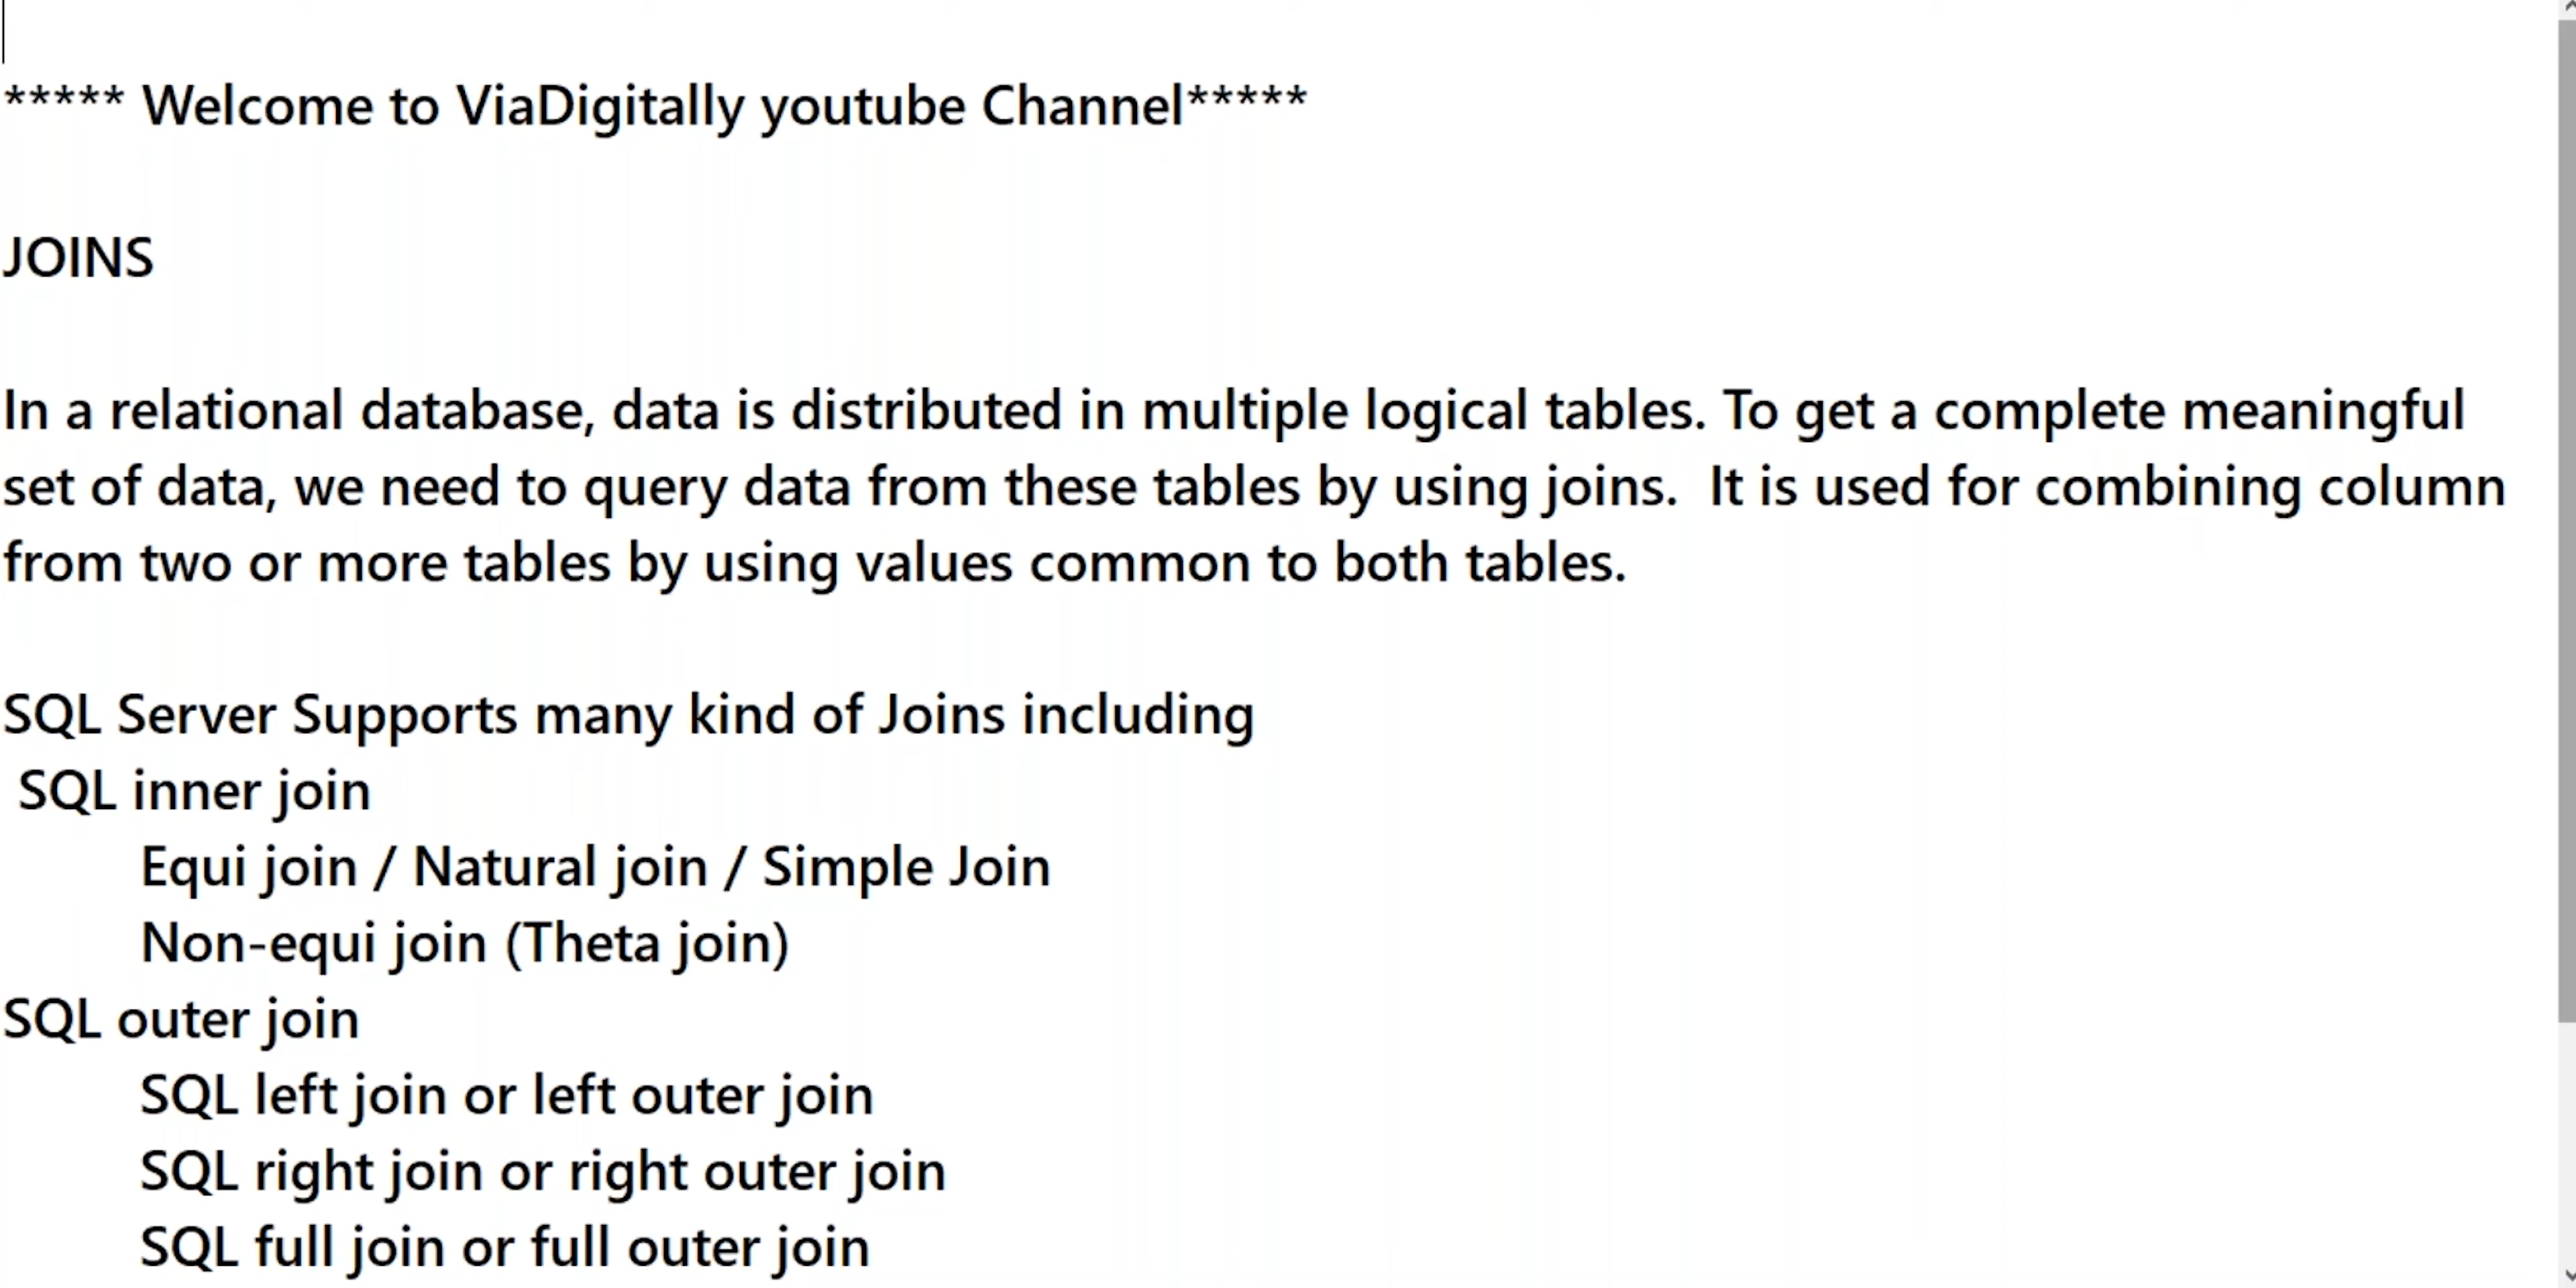 ***** Welcome to ViaDigitally youtube Channel*****
JOINS
In a relational database, data is distributed in multiple logical tables. To get a complete meaningful
set of data, we need to query data from these tables by using joins.  It is used for combining column
from two or more tables by using values common to both tables.
SQL Server Supports many kind of Joins including
SQL inner join
Equi join / Natural join / Simple Join
Non-equi join (Theta join)
SQL outer join
SQL left join or left outer join
SQL right join or right outer join
SQL full join or full outer join